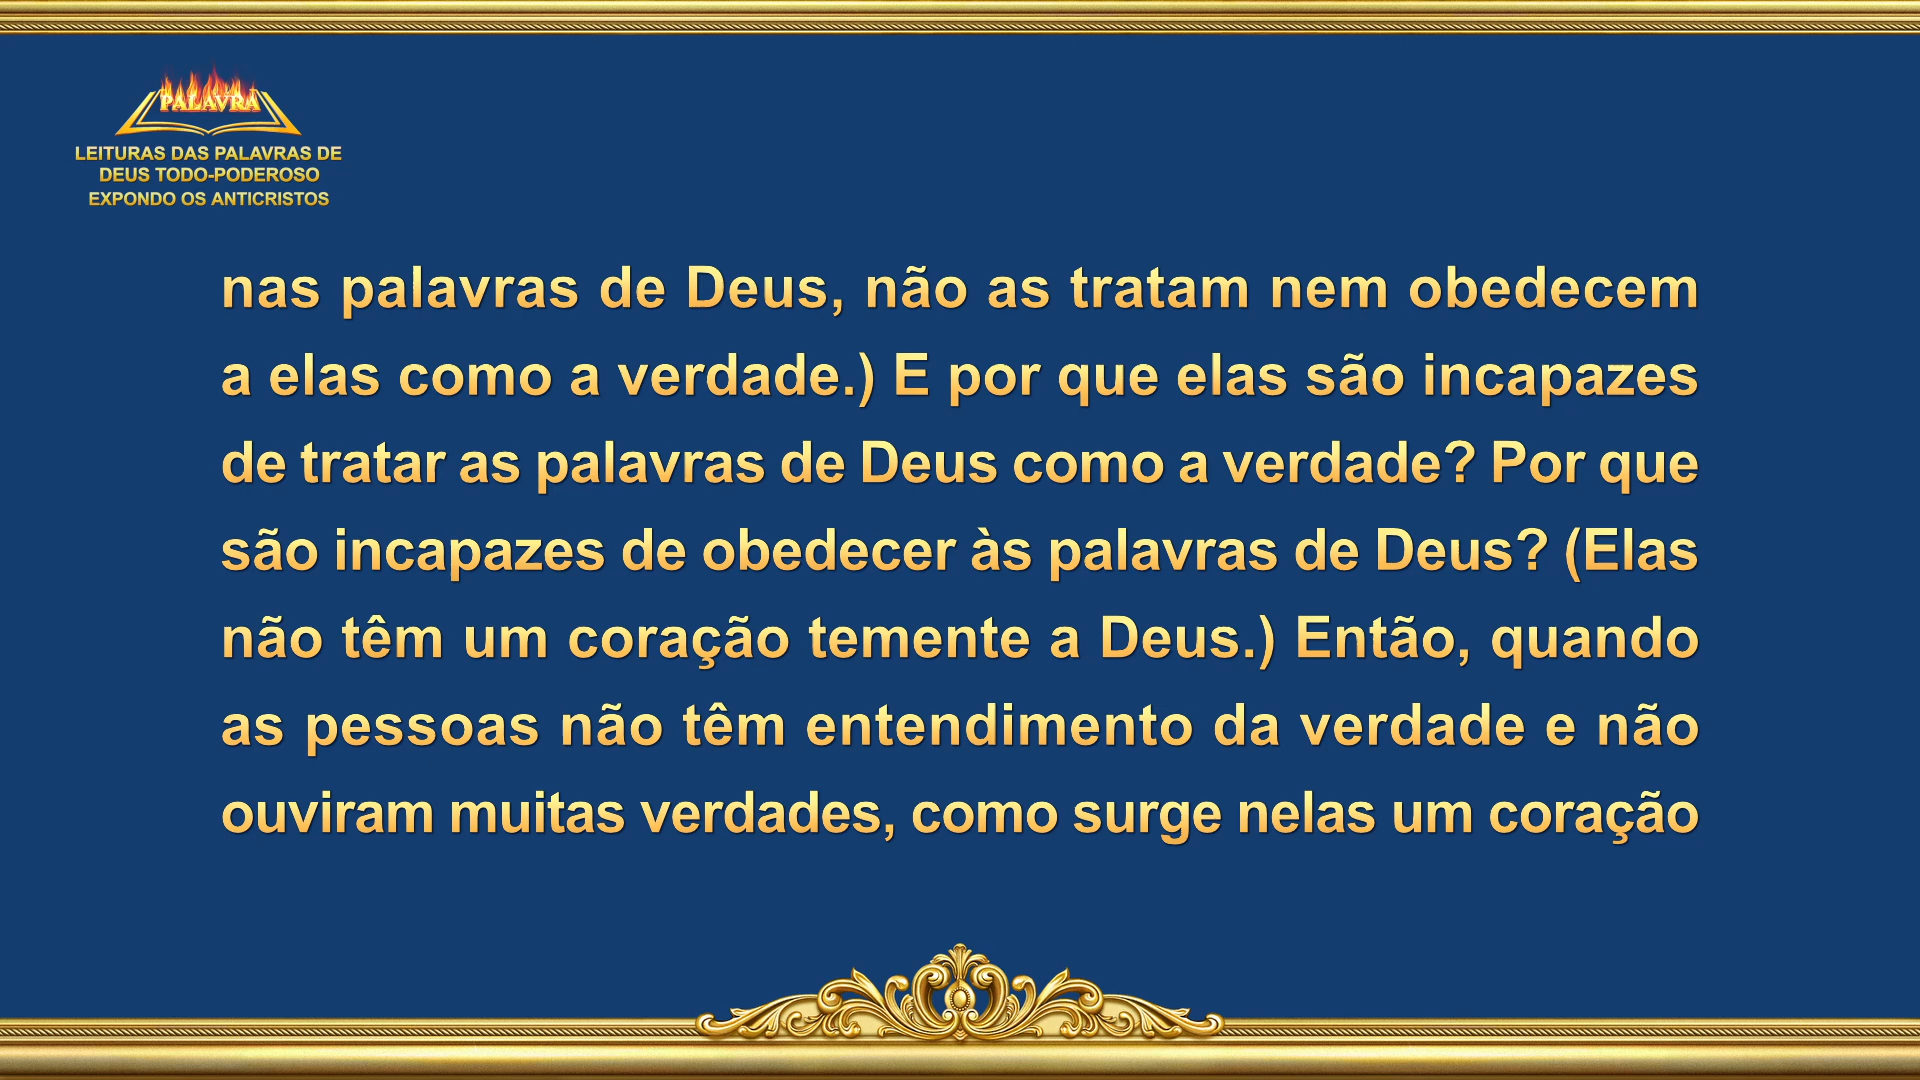 PALAVRA
LEITURAS DAS PALAVRAS DE
DEUS TODO-PODEROSO
EXPONDO OS ANTICRISTOS
nas palavras de Deus, não as tratam nem obedecem
a elas como a verdade.) E por que elas são incapazes
de tratar as palavras de Deus como a verdade? Por que
são incapazes de obedecer às palavras de Deus? (Elas
não têm um coração temente a Deus.) Então, quando
as pessoas não têm entendimento da verdade e não
ouviram muitas verdades, como surge nelas um coração